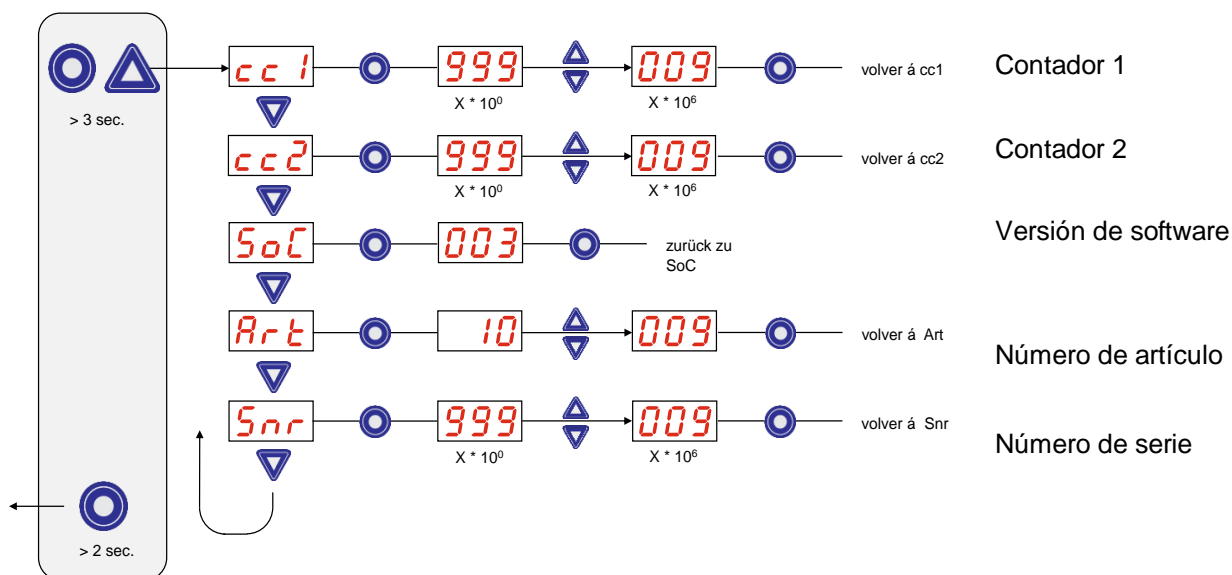 > 3 sec.
cc1 999 009 volver á cc1 Contador 1
X * 10⁰ X * 10⁶
cc2 999 009 volver á cc2 Contador 2
X * 10⁰ X * 10⁶
SoC 003 zurück zu Versión de software
SoC
Art 10 009 volver á Art Número de artículo
Snr 999 009 volver á Snr Número de serie
X * 10⁰ X * 10⁶
> 2 sec.